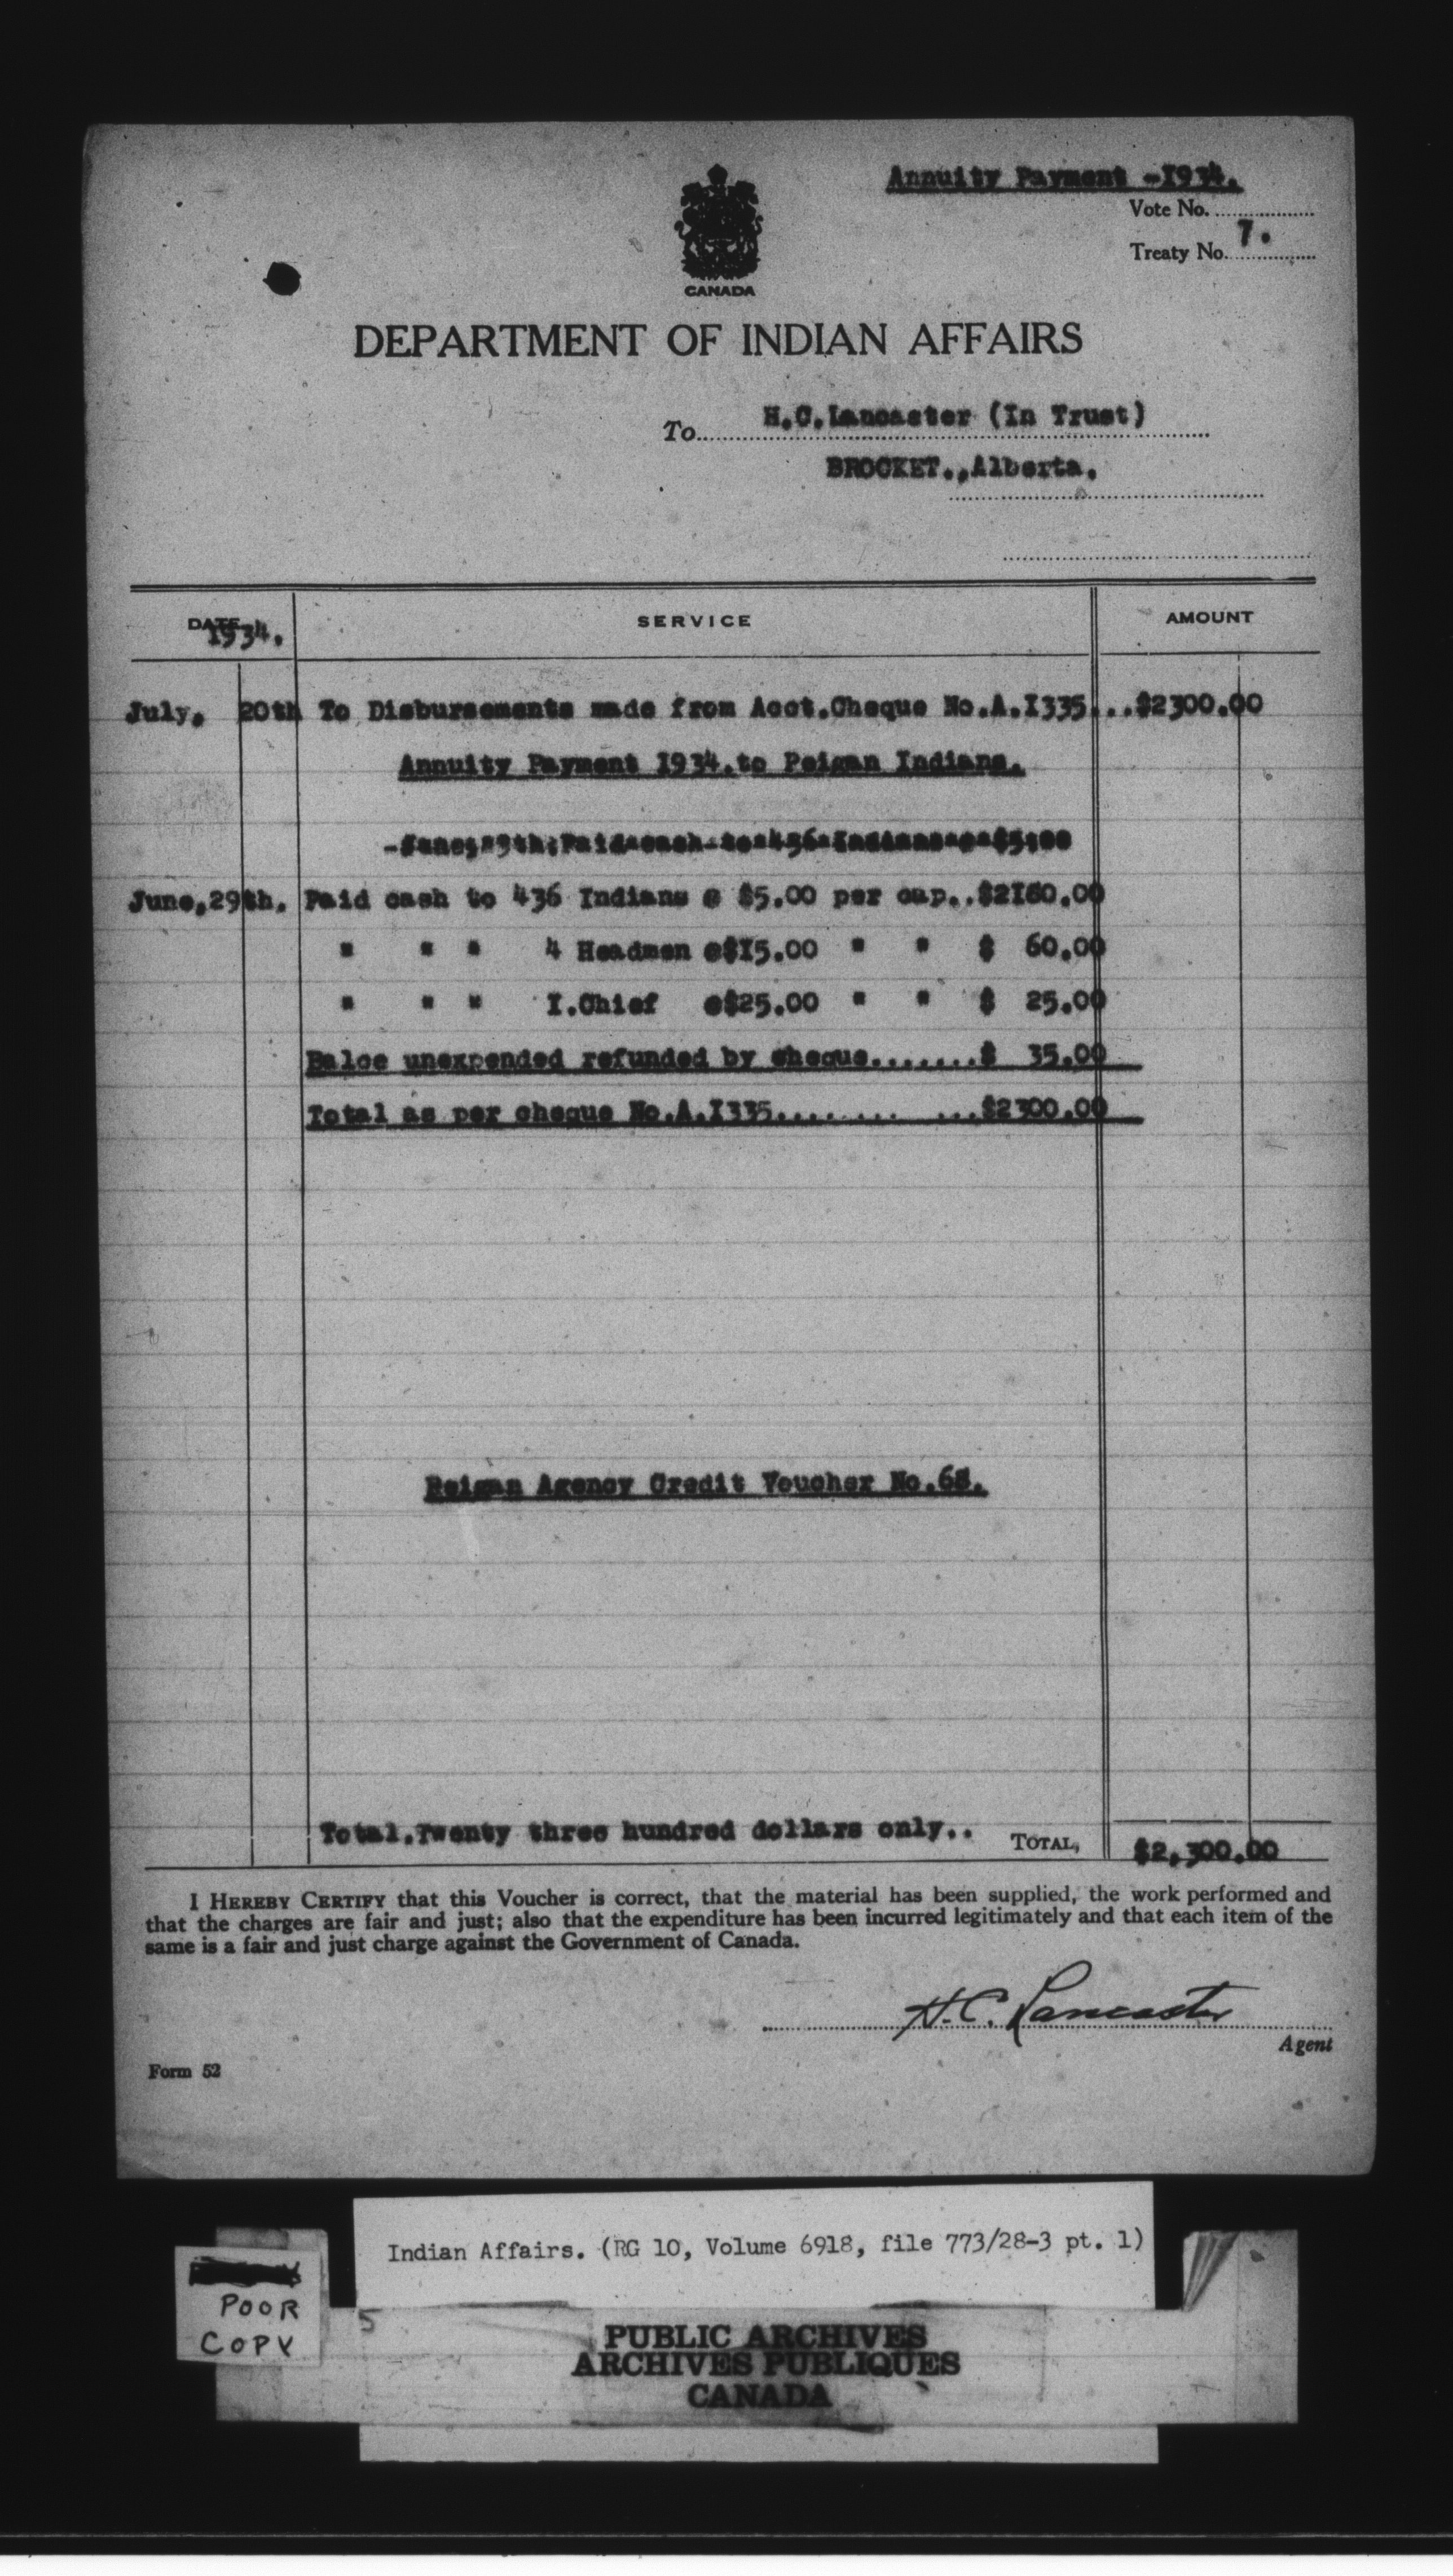 Annuity Payment -I934.
Vote No. ..................
Treaty No. 7.
CANADA
DEPARTMENT OF INDIAN AFFAIRS
To H.C.Lancaster (In Trust)
BROCKET.,Alberta.
DATE SERVICE AMOUNT
I934.
July, 20th To Disbursements made from Acct.Cheque No.A.I335...$2300.00
Annuity Payment I934.to Peigan Indians.
June,29th. Paid cash to 436 Indians @ $5.00 per cap..$2I80.00
" " " 4 Headmen @$I5.00 " " $ 60.00
" " " I.Chief @$25.00 " " $ 25.00
Balce unexpended refunded by cheque.......$ 35.00
Total as per cheque No.A.I335........ ...$2300.00
Peigan Agency Credit Voucher No.68.
Total.Twenty three hundred dollars only.. TOTAL, $2,300.00
I HEREBY CERTIFY that this Voucher is correct, that the material has been supplied, the work performed and
that the charges are fair and just; also that the expenditure has been incurred legitimately and that each item of the
same is a fair and just charge against the Government of Canada.
H.C. Lancaster
Agent
Form 52
Indian Affairs. (RG 10, Volume 6918, file 773/28-3 pt. 1)
POOR
COPY
5
PUBLIC ARCHIVES
ARCHIVES PUBLIQUES
CANADA